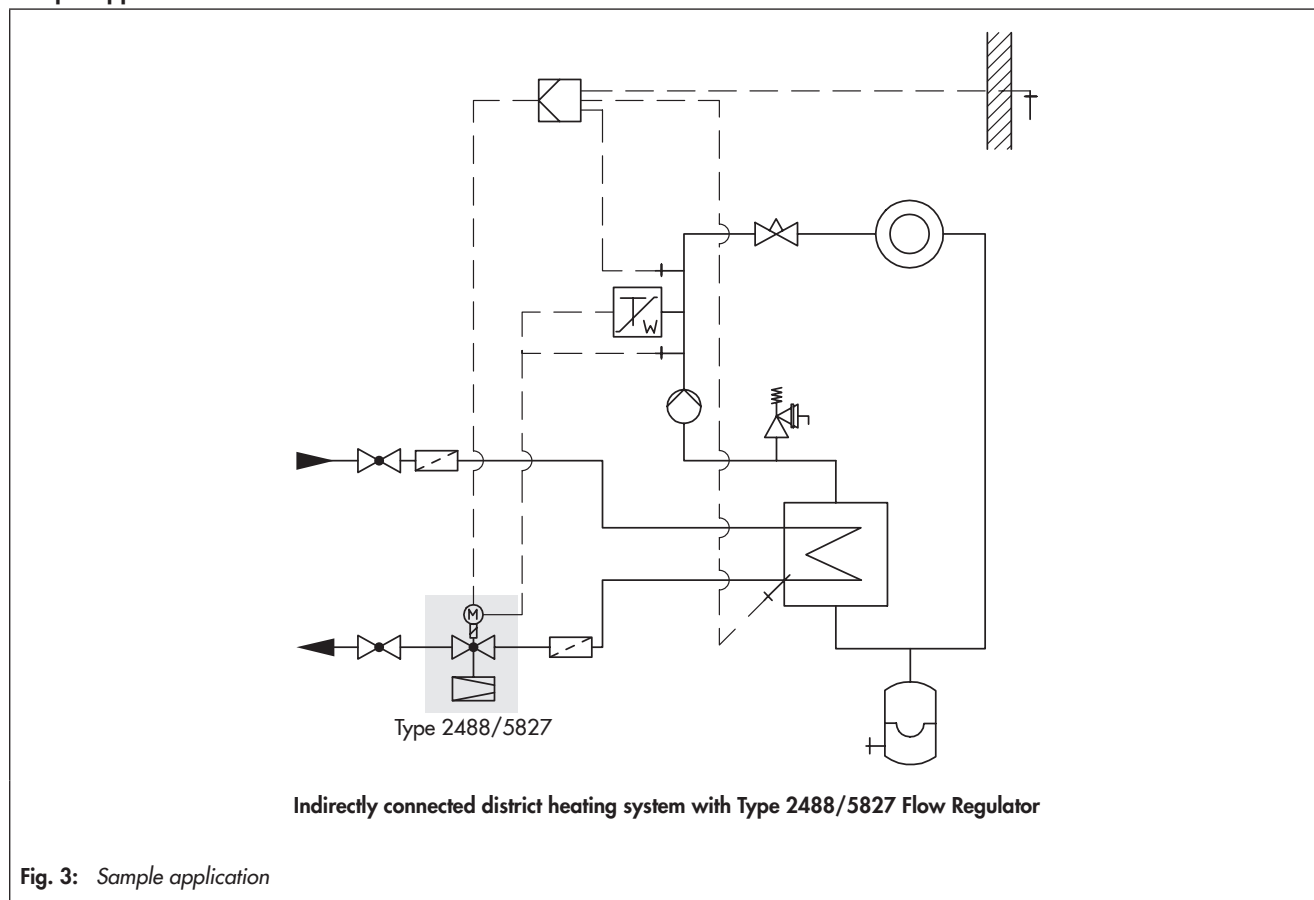 W
M
Type 2488/5827
Indirectly connected district heating system with Type 2488/5827 Flow Regulator
Fig. 3: Sample application